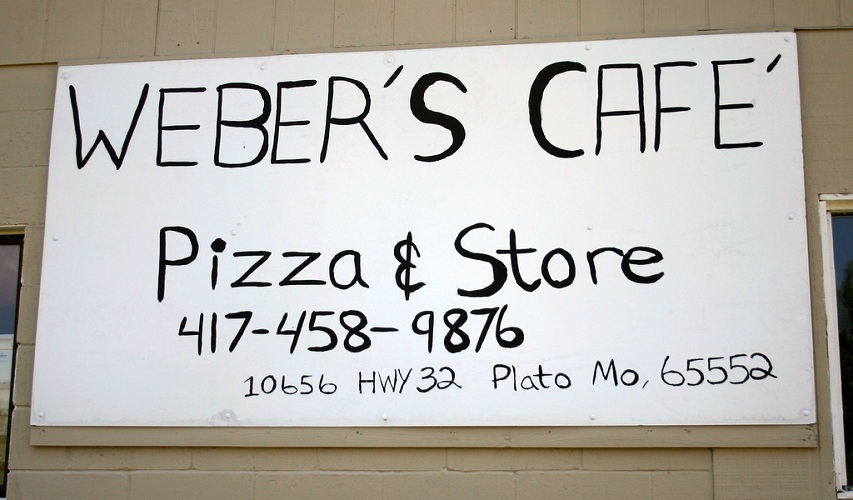 WEBER'S CAFE'
Pizza & Store
417-458-9876
10656 HWY 32 Plato Mo, 65552